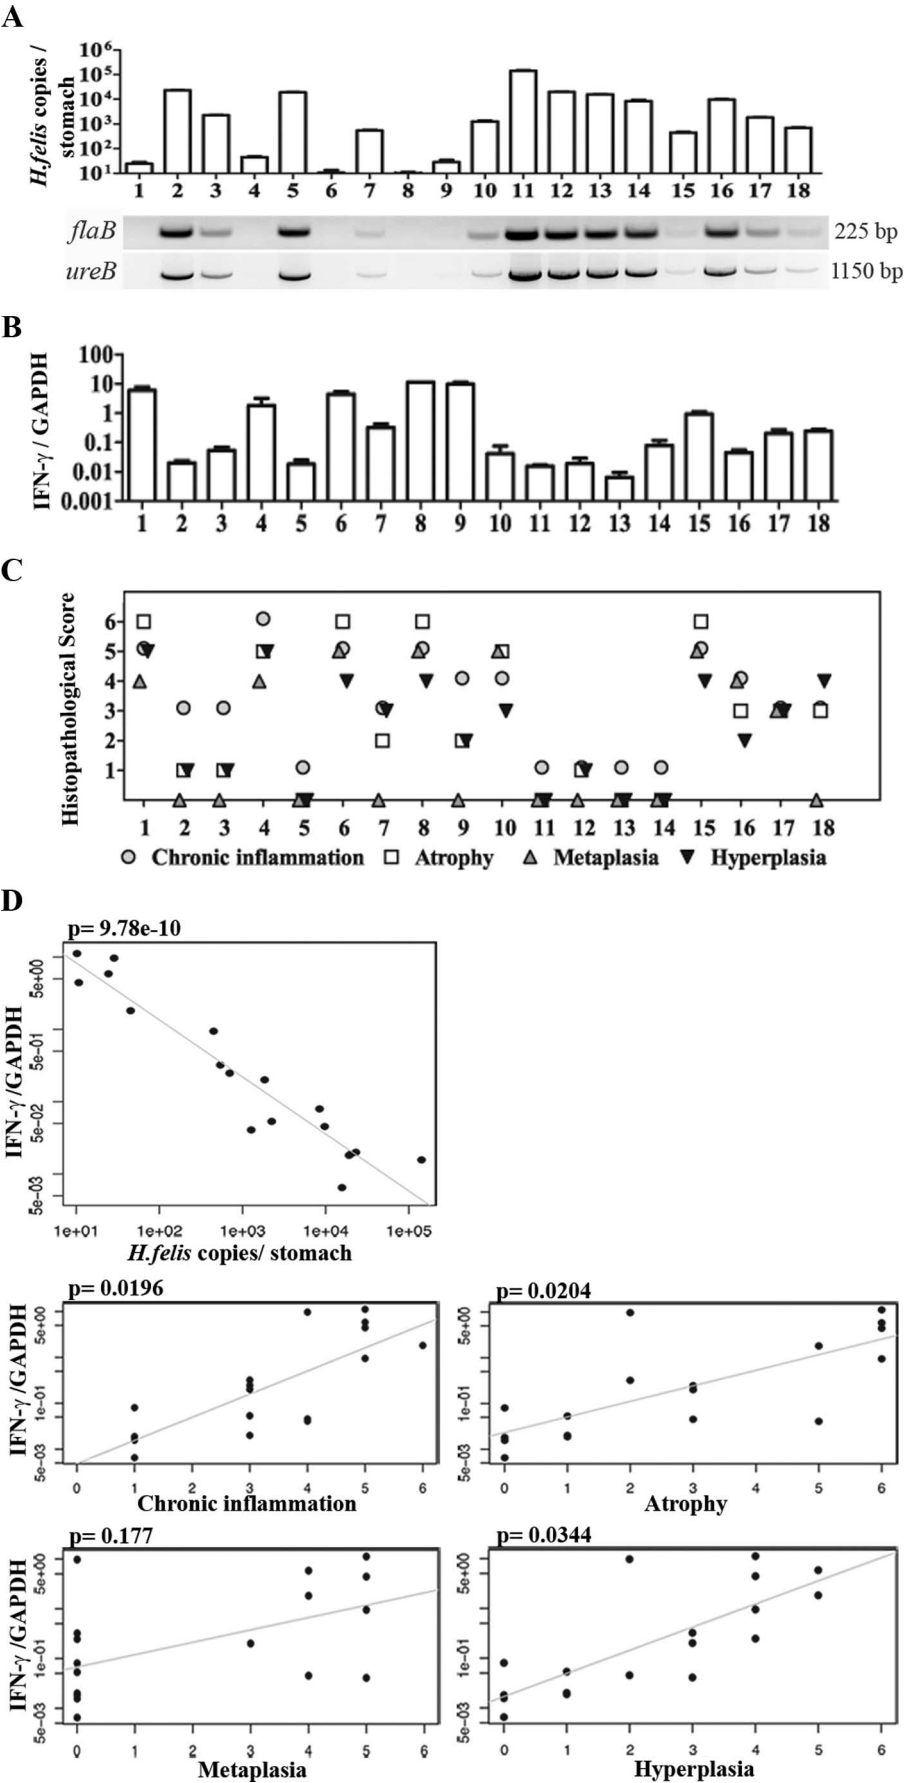 A
H.felis copies /
stomach
10⁶
10⁵
10⁴
10³
10²
10¹
1 2 3 4 5 6 7 8 9 10 11 12 13 14 15 16 17 18
flaB 225 bp
ureB 1150 bp
B
IFN-γ / GAPDH
100
10
1
0.1
0.01
0.001
1 2 3 4 5 6 7 8 9 10 11 12 13 14 15 16 17 18
C
Histopathological Score
6
5
4
3
2
1
1 2 3 4 5 6 7 8 9 10 11 12 13 14 15 16 17 18
Chronic inflammation Atrophy Metaplasia Hyperplasia
D
p= 9.78e-10
IFN-γ /GAPDH
5e+00
5e−01
5e−02
5e−03
1e+01 1e+02 1e+03 1e+04 1e+05
H.felis copies/ stomach
p= 0.0196
IFN-γ /GAPDH
5e+00
1e−01
5e−03
0 1 2 3 4 5 6
Chronic inflammation
p= 0.0204
5e+00
1e−01
5e−03
0 1 2 3 4 5 6
Atrophy
p= 0.177
IFN-γ /GAPDH
5e+00
1e−01
5e−03
0 1 2 3 4 5 6
Metaplasia
p= 0.0344
5e+00
1e−01
5e−03
0 1 2 3 4 5 6
Hyperplasia